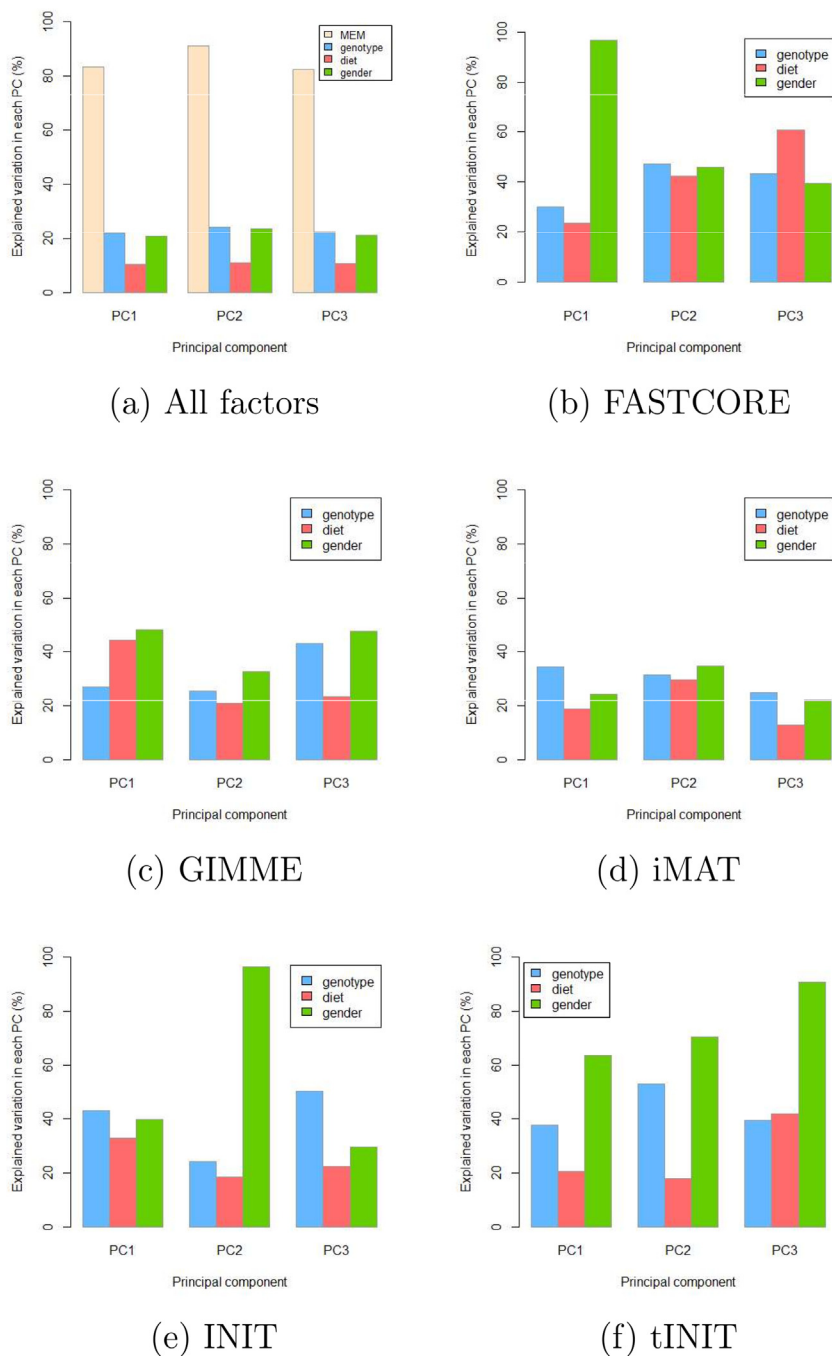 Explained variation in each PC (%)
0 20 40 60 80 100
MEM
genotype
diet
gender
PC1 PC2 PC3
Principal component
(a) All factors
Explained variation in each PC (%)
0 20 40 60 80 100
genotype
diet
gender
PC1 PC2 PC3
Principal component
(b) FASTCORE
Explained variation in each PC (%)
0 20 40 60 80 100
genotype
diet
gender
PC1 PC2 PC3
Principal component
(c) GIMME
Explained variation in each PC (%)
0 20 40 60 80 100
genotype
diet
gender
PC1 PC2 PC3
Principal component
(d) iMAT
Explained variation in each PC (%)
0 20 40 60 80 100
genotype
diet
gender
PC1 PC2 PC3
Principal component
(e) INIT
Explained variation in each PC (%)
0 20 40 60 80 100
genotype
diet
gender
PC1 PC2 PC3
Principal component
(f) tINIT